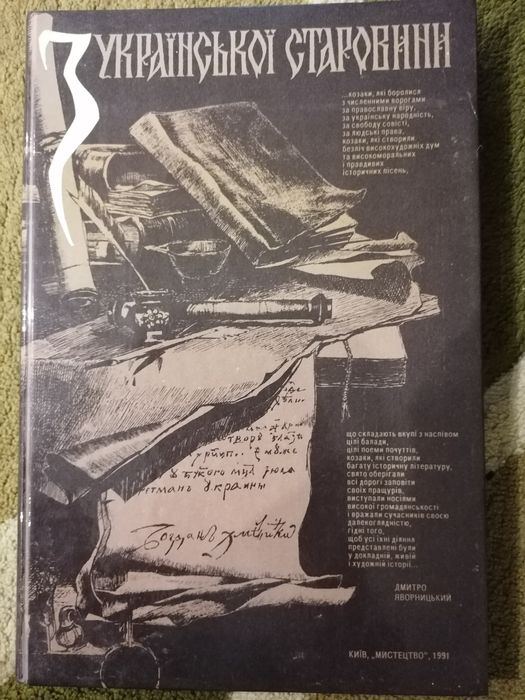 З УКРАЇНСЬКОЇ СТАРОВИНИ
...козаки, які боролися
з численними ворогами
за православну віру,
за українську народність,
за свободу совісті,
за людські права,
козаки, які створили
безліч високохудожніх дум
та високоморальних
і правдивих
історичних пісень,
що складають вкупі з наспівом
цілі балади,
цілі поеми почуттів,
козаки, які створили
багату історичну літературу,
свято оберігали
всі дорогі заповіти
своїх пращурів,
виступали носіями
високої громадянськості
і вражали сучасників своєю
далекоглядністю,
гідні того,
щоб усі їхні діяння
представлені були
у докладній, живій
і художній історії...
ДМИТРО
ЯВОРНИЦЬКИЙ
гетманъ украини
КИЇВ, „МИСТЕЦТВО", 1991